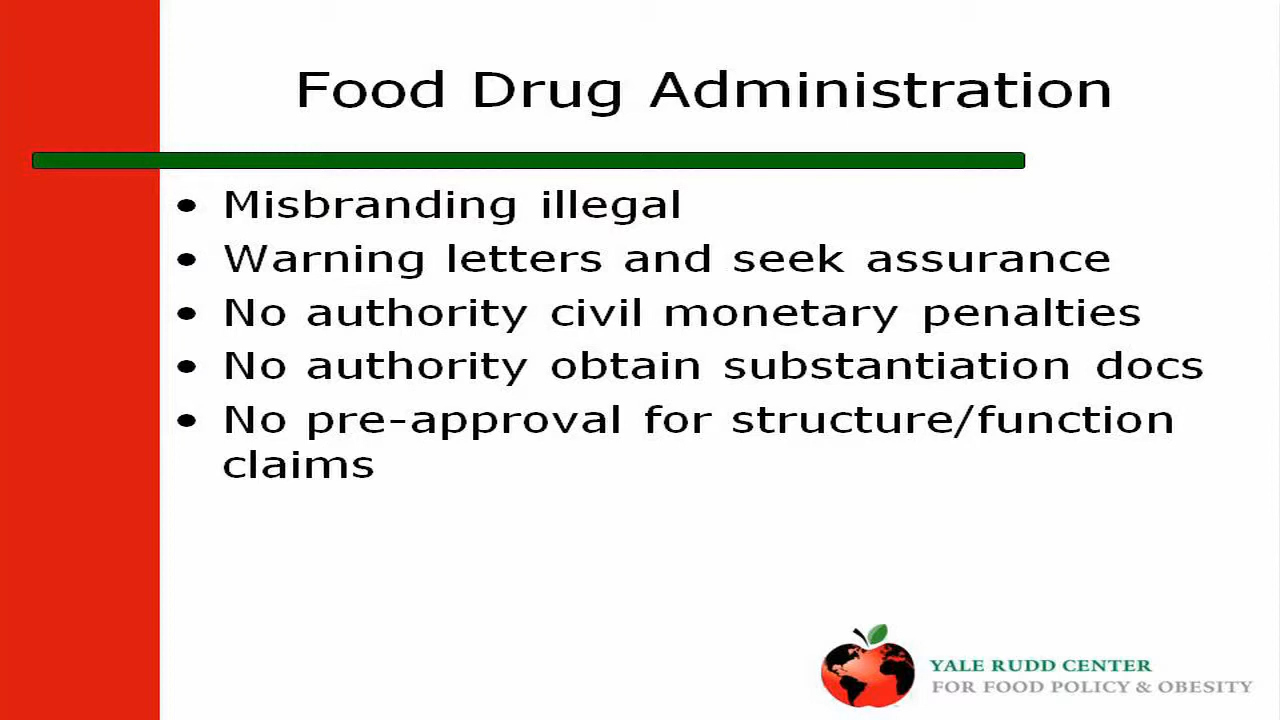 Food Drug Administration
• Misbranding illegal
• Warning letters and seek assurance
• No authority civil monetary penalties
• No authority obtain substantiation docs
• No pre-approval for structure/function
claims
YALE RUDD CENTER
FOR FOOD POLICY & OBESITY